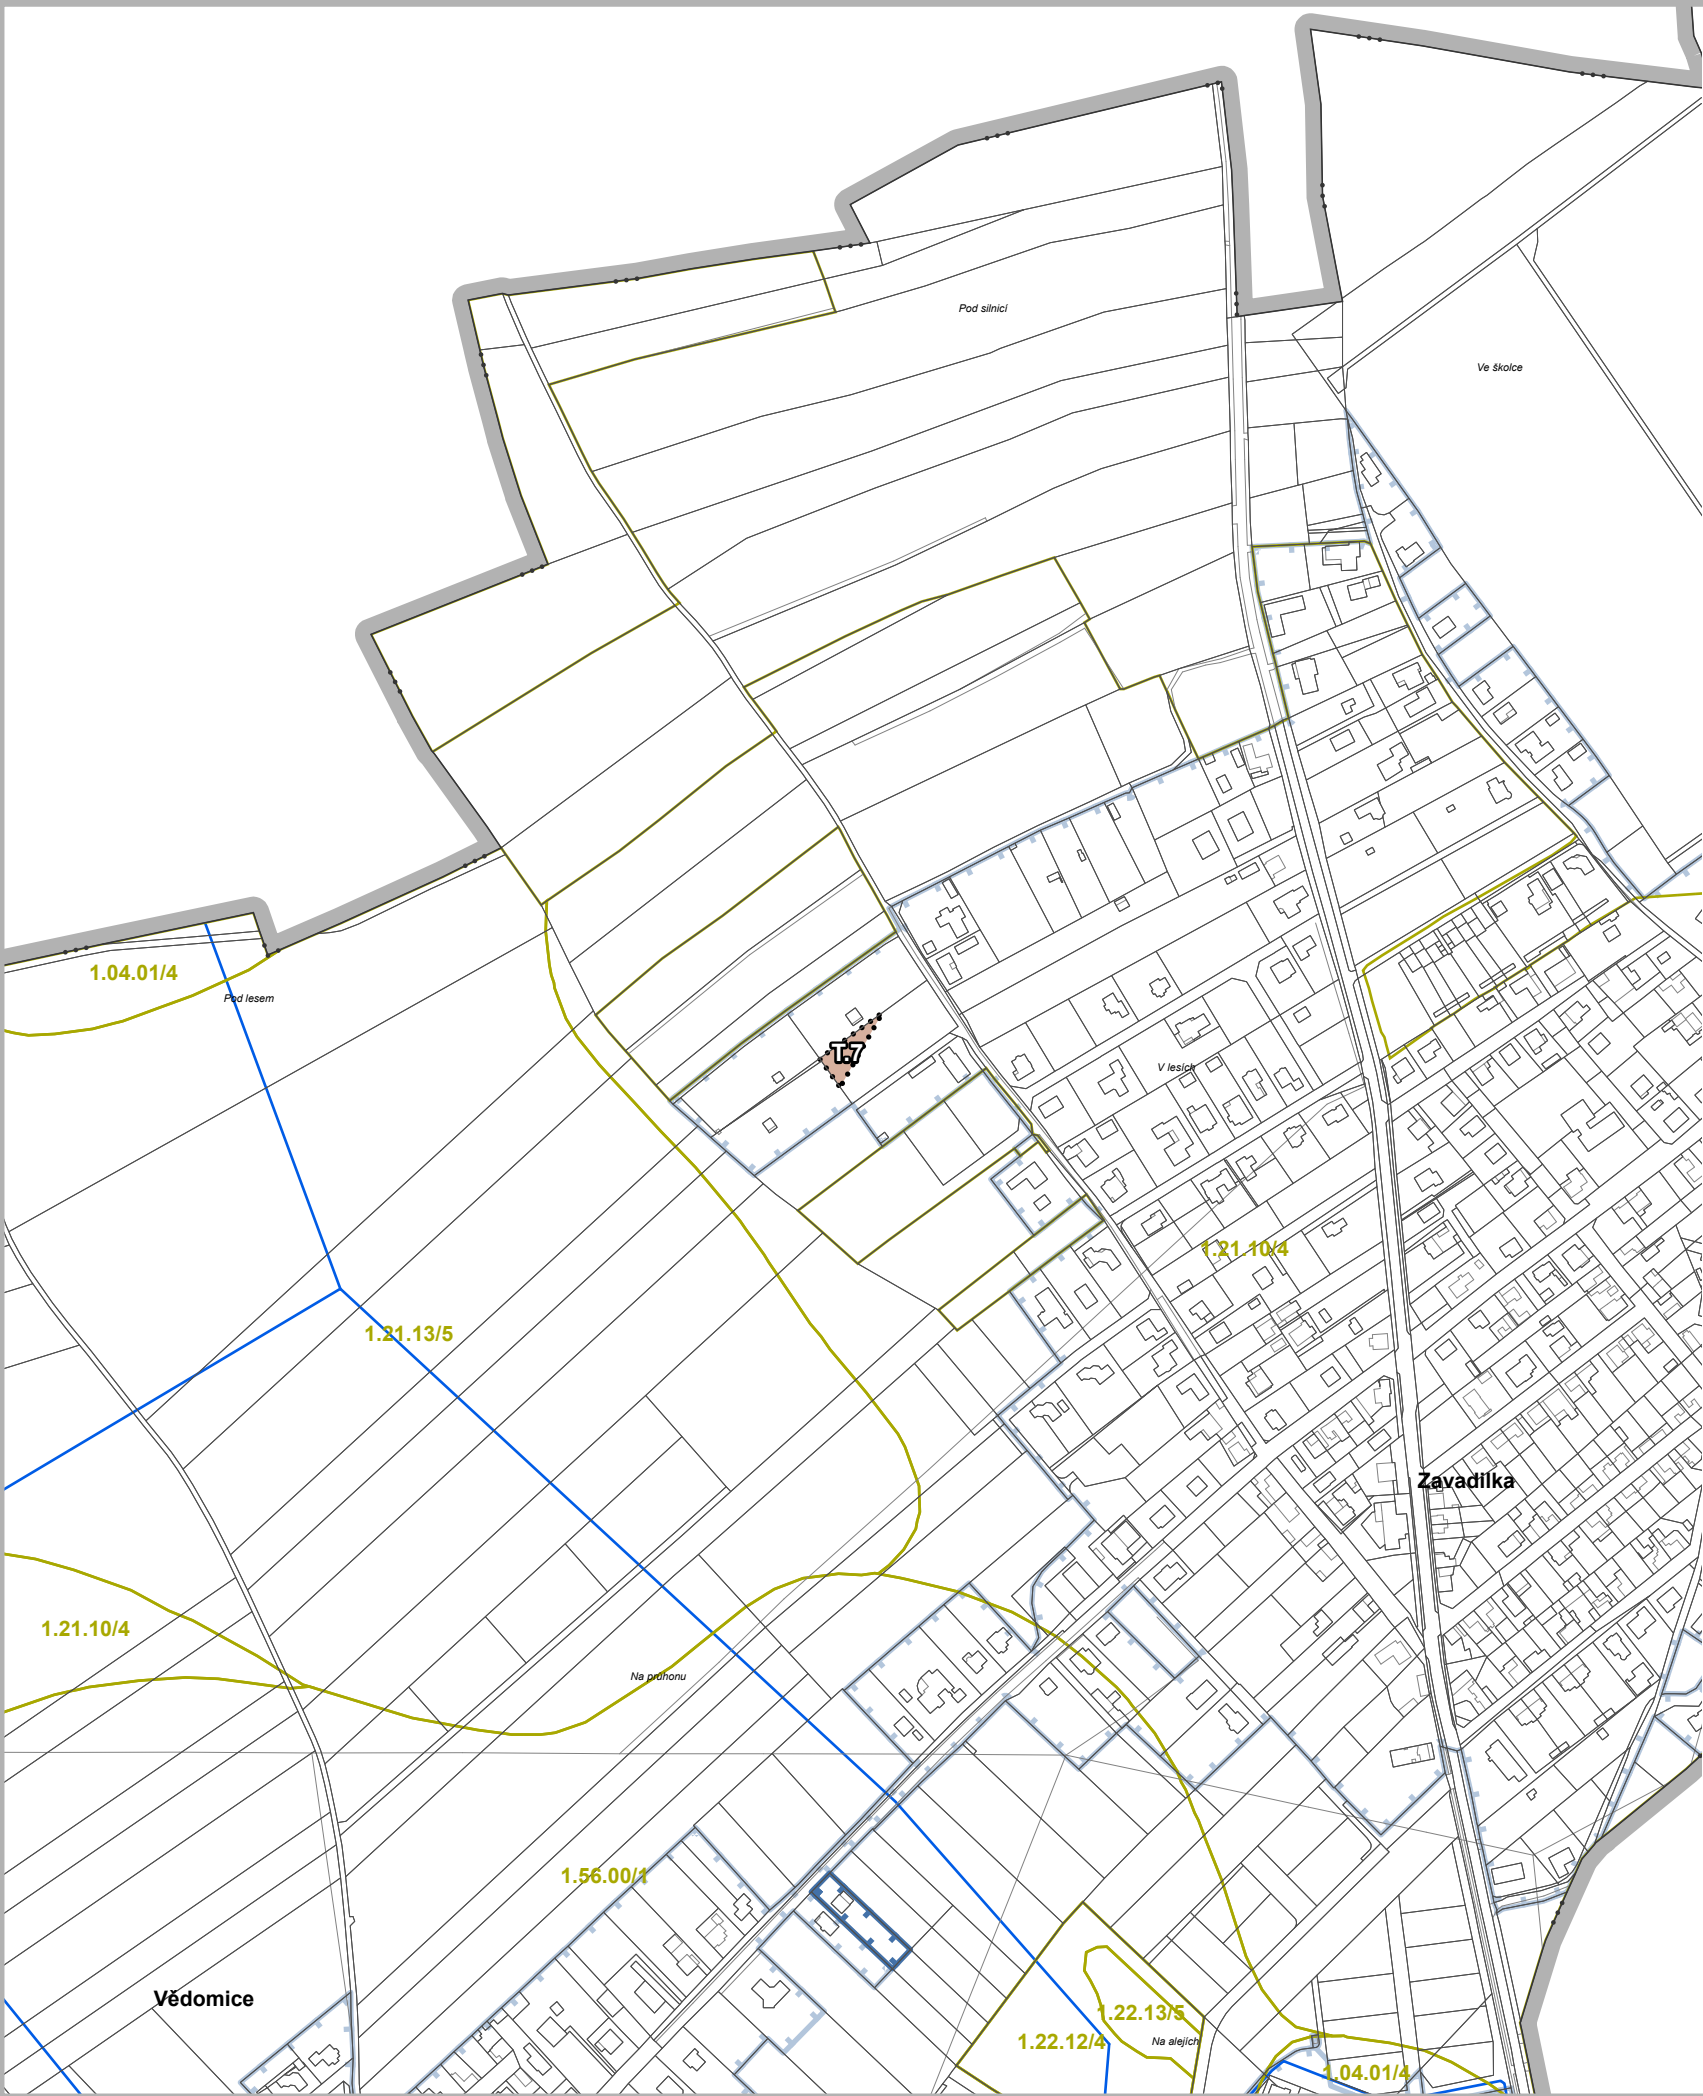 Pod silnicí
Ve školce
1.04.01/4
Pod lesem
T.7
V lesích
1.21.10/4
1.21.13/5
Zavadilka
1.21.10/4
Na průhonu
1.56.00/1
Vědomice
1.22.13/5
1.22.12/4
Na alejích
1.04.01/4